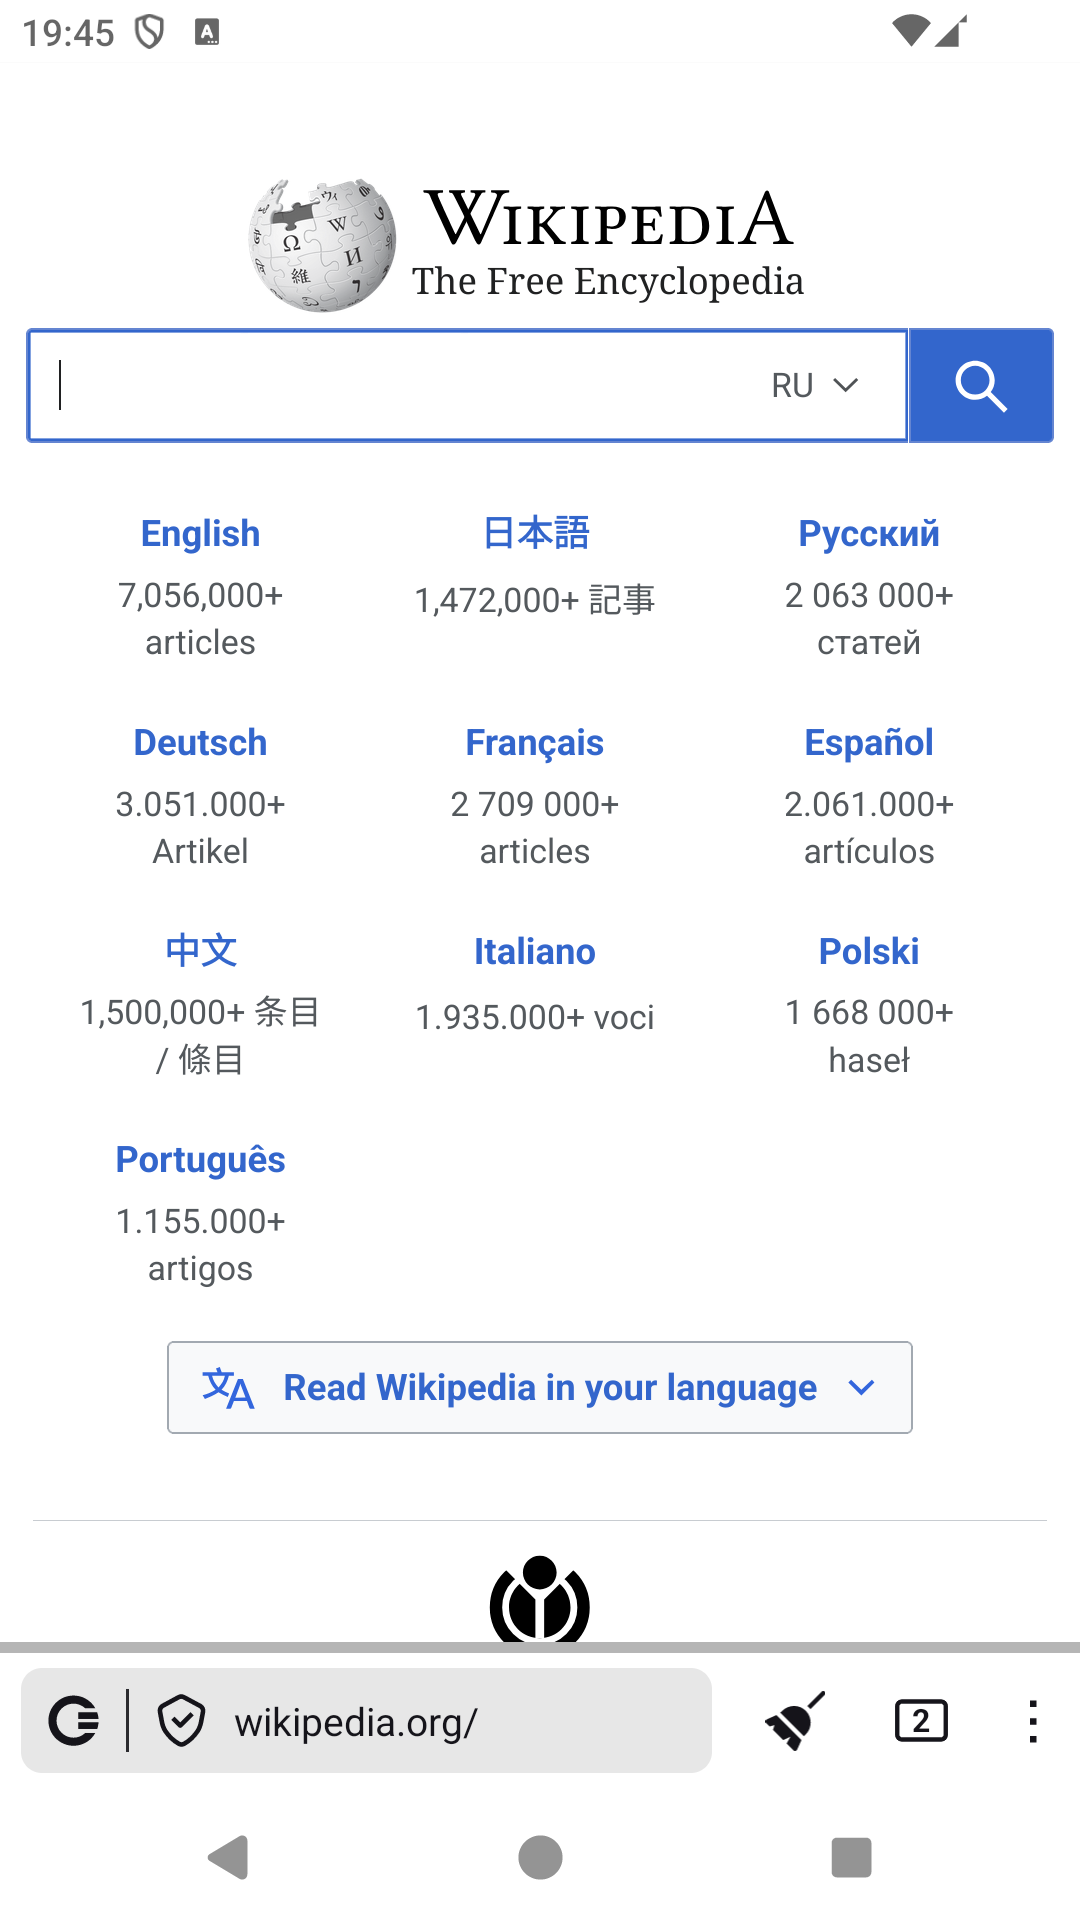 19:45
WIKIPEDIA
The Free Encyclopedia
RU
English
7,056,000+
articles
日本語
1,472,000+ 記事
Русский
2 063 000+
статей
Deutsch
3.051.000+
Artikel
Français
2 709 000+
articles
Español
2.061.000+
artículos
中文
1,500,000+ 条目
/ 條目
Italiano
1.935.000+ voci
Polski
1 668 000+
haseł
Português
1.155.000+
artigos
Read Wikipedia in your language
wikipedia.org/
2